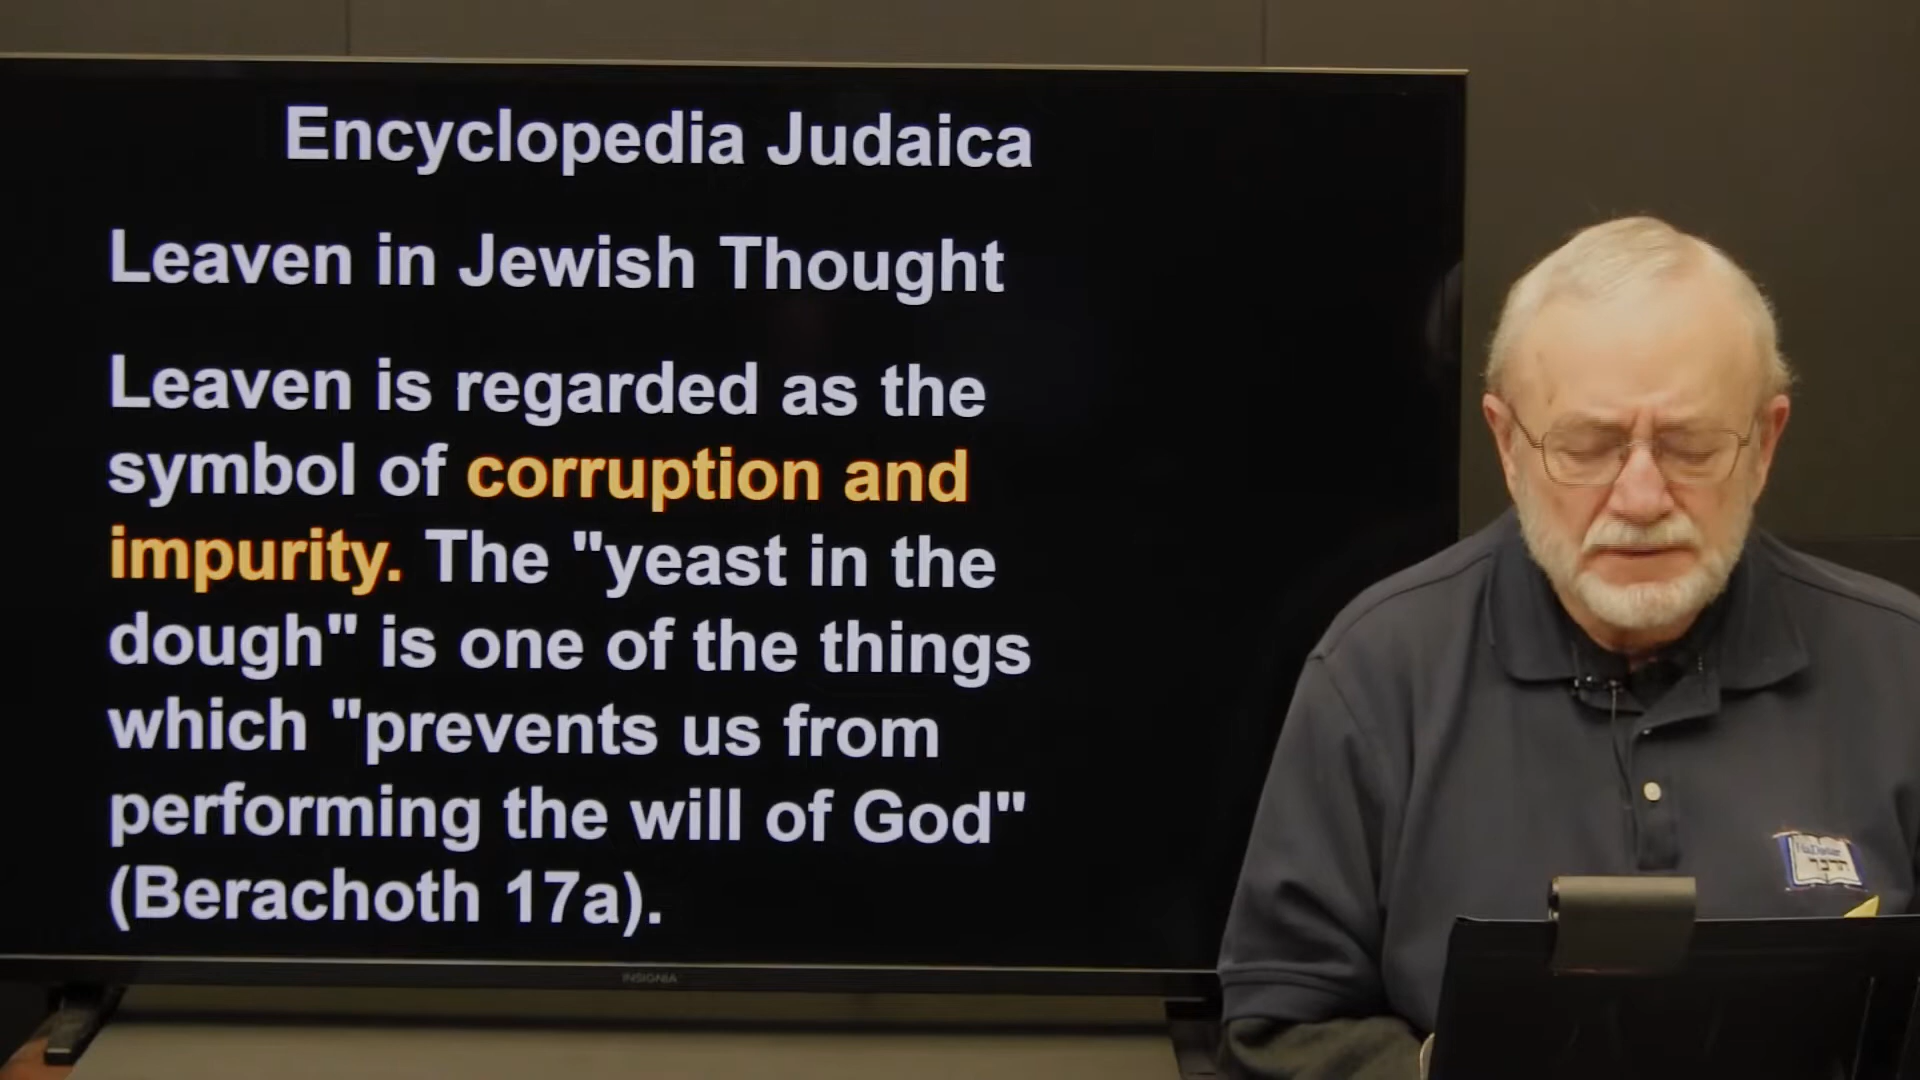 Encyclopedia Judaica
Leaven in Jewish Thought
Leaven is regarded as the
symbol of corruption and
impurity. The "yeast in the
dough" is one of the things
which "prevents us from
performing the will of God"
(Berachoth 17a).
INSIGNIA
HaDavar
הדבר